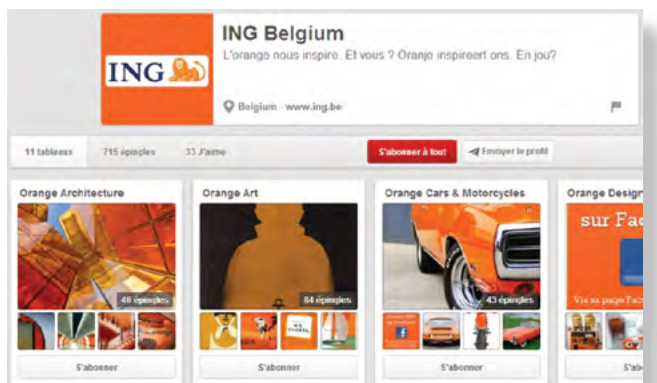 ING Belgium
L'orange nous inspire. Et vous ? Oranje inspireert ons. En jou?
ING
Belgium · www.ing.be
11 tableaux 715 épingles 33 J'aime S'abonner à tout Envoyer le profil
Orange Architecture Orange Art Orange Cars & Motorcycles Orange Design
sur Fac
46 épingles 84 épingles 43 épingles Via sa page Face
S'abonner S'abonner S'abonner S'ab